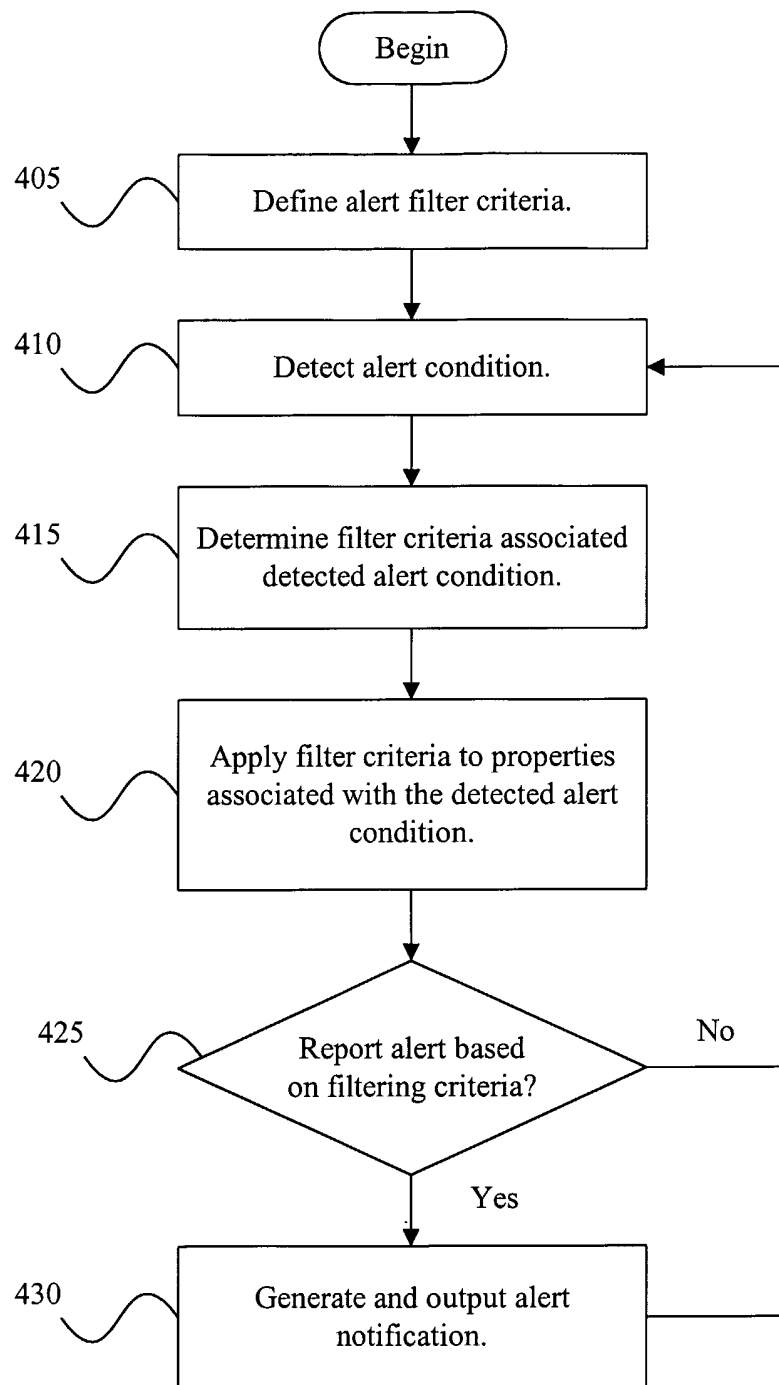 Begin
405
Define alert filter criteria.
410
Detect alert condition.
415
Determine filter criteria associated
detected alert condition.
420
Apply filter criteria to properties
associated with the detected alert
condition.
425
Report alert based
on filtering criteria?
No
Yes
430
Generate and output alert
notification.